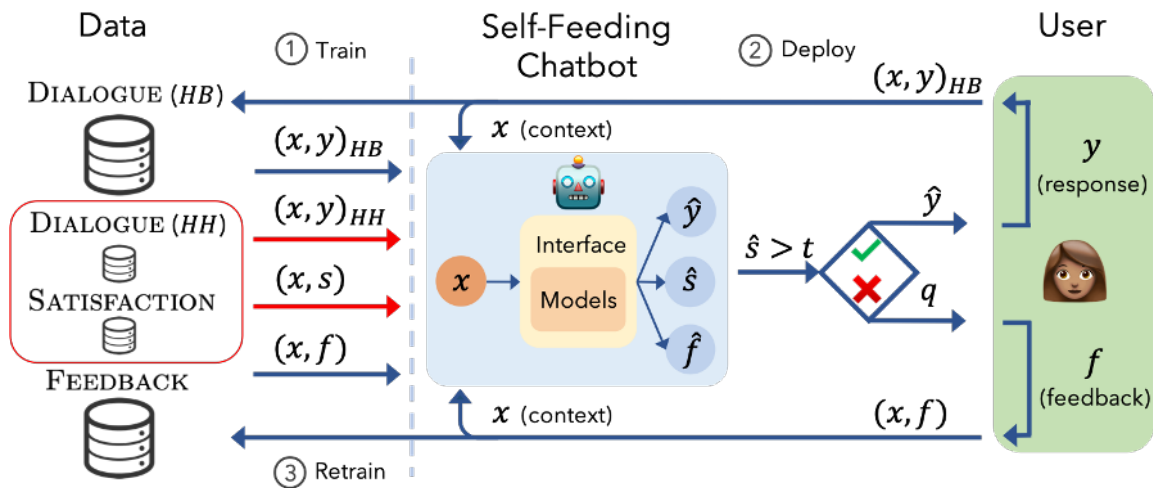 Data
① Train
Self-Feeding
Chatbot
② Deploy
User
DIALOGUE (HB)
(x, y)HB
(x, y)HB
x (context)
y
(response)
(x, y)HH
DIALOGUE (HH)
ŷ
ŷ
Interface
ŝ > t
x
Models
ŝ
(x, s)
SATISFACTION
q
f̂
(x, f)
FEEDBACK
f
(feedback)
x (context)
(x, f)
③ Retrain